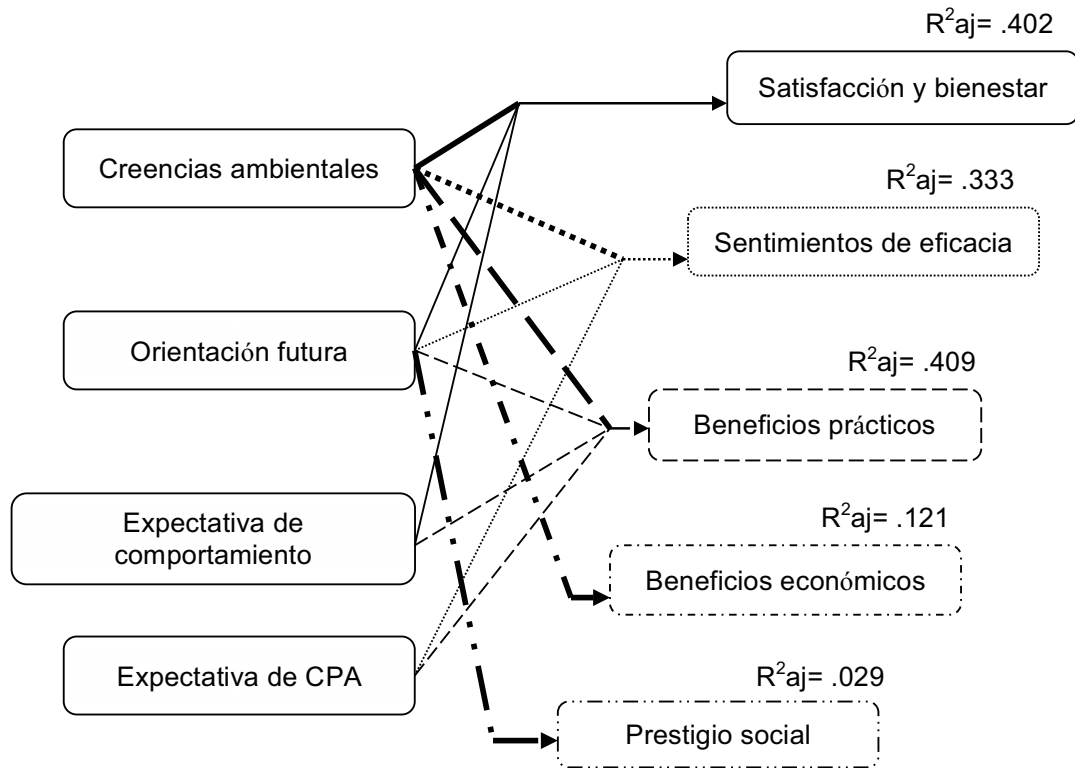 R²aj= .402
Satisfacción y bienestar
Creencias ambientales
R²aj= .333
Sentimientos de eficacia
Orientación futura
R²aj= .409
Beneficios prácticos
Expectativa de
comportamiento
R²aj= .121
Beneficios económicos
Expectativa de CPA
R²aj= .029
Prestigio social